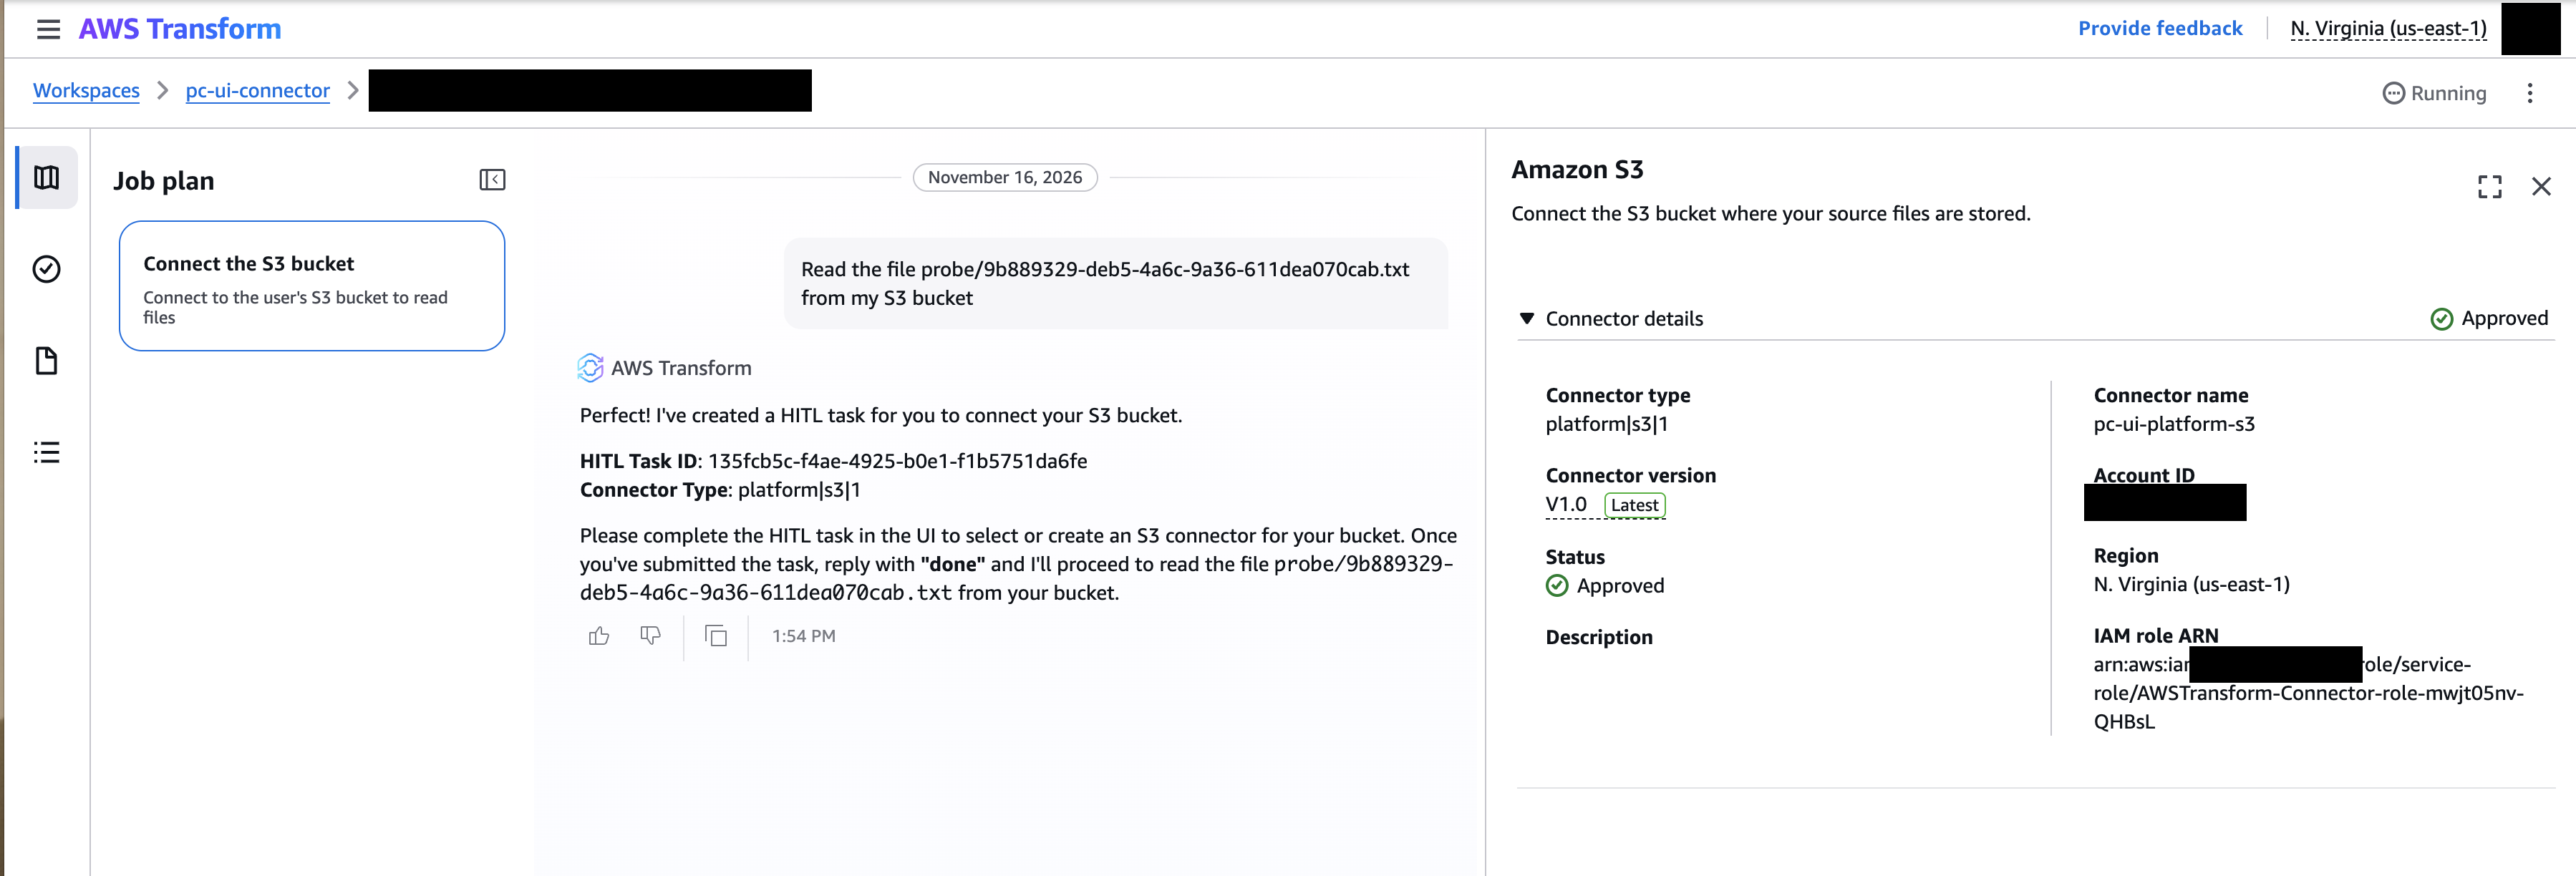 AWS Transform
Provide feedback
N. Virginia (us-east-1)
Workspaces
pc-ui-connector
Running
Job plan
Connect the S3 bucket
Connect to the user's S3 bucket to read
files
November 16, 2026
Read the file probe/9b889329-deb5-4a6c-9a36-611dea070cab.txt
from my S3 bucket
AWS Transform
Perfect! I've created a HITL task for you to connect your S3 bucket.
HITL Task ID: 135fcb5c-f4ae-4925-b0e1-f1b5751da6fe
Connector Type: platform|s3|1
Please complete the HITL task in the UI to select or create an S3 connector for your bucket. Once
you've submitted the task, reply with "done" and I'll proceed to read the file probe/9b889329-
deb5-4a6c-9a36-611dea070cab.txt from your bucket.
1:54 PM
Amazon S3
Connect the S3 bucket where your source files are stored.
Connector details
Approved
Connector type
platform|s3|1
Connector version
V1.0 Latest
Status
Approved
Description
Connector name
pc-ui-platform-s3
Account ID
Region
N. Virginia (us-east-1)
IAM role ARN
arn:aws:iam role/service-
role/AWSTransform-Connector-role-mwjt05nv-
QHBsL